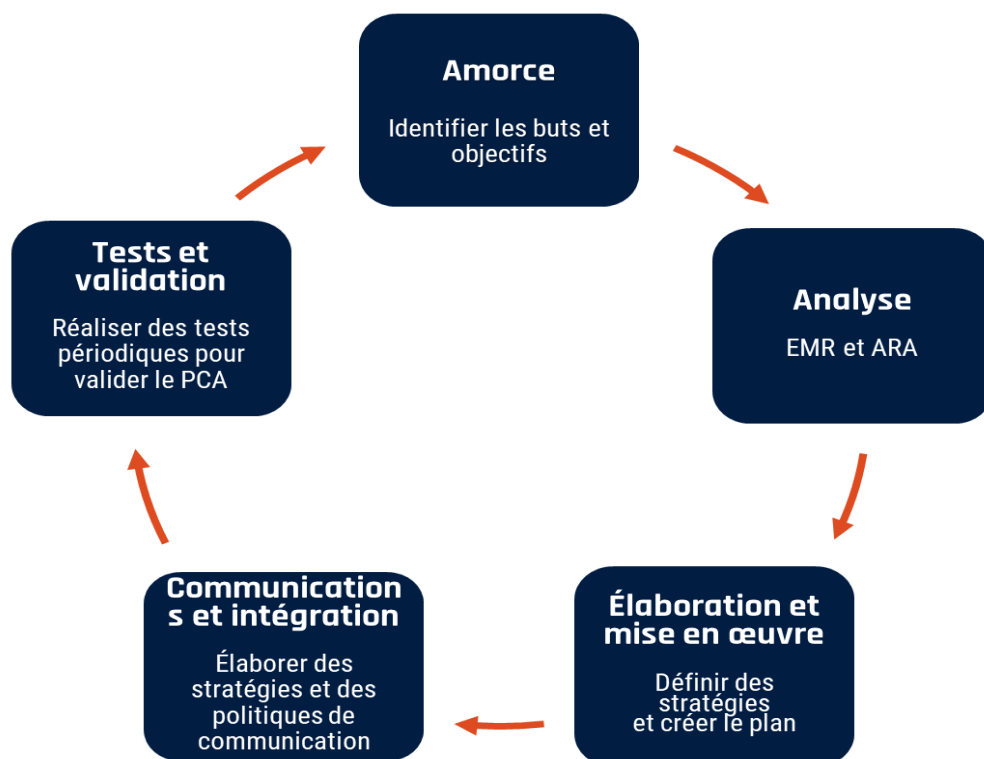 Amorce
Identifier les buts et
objectifs
Analyse
EMR et ARA
Élaboration et
mise en œuvre
Définir des
stratégies
et créer le plan
Communication
s et intégration
Élaborer des
stratégies et des
politiques de
communication
Tests et
validation
Réaliser des tests
périodiques pour
valider le PCA